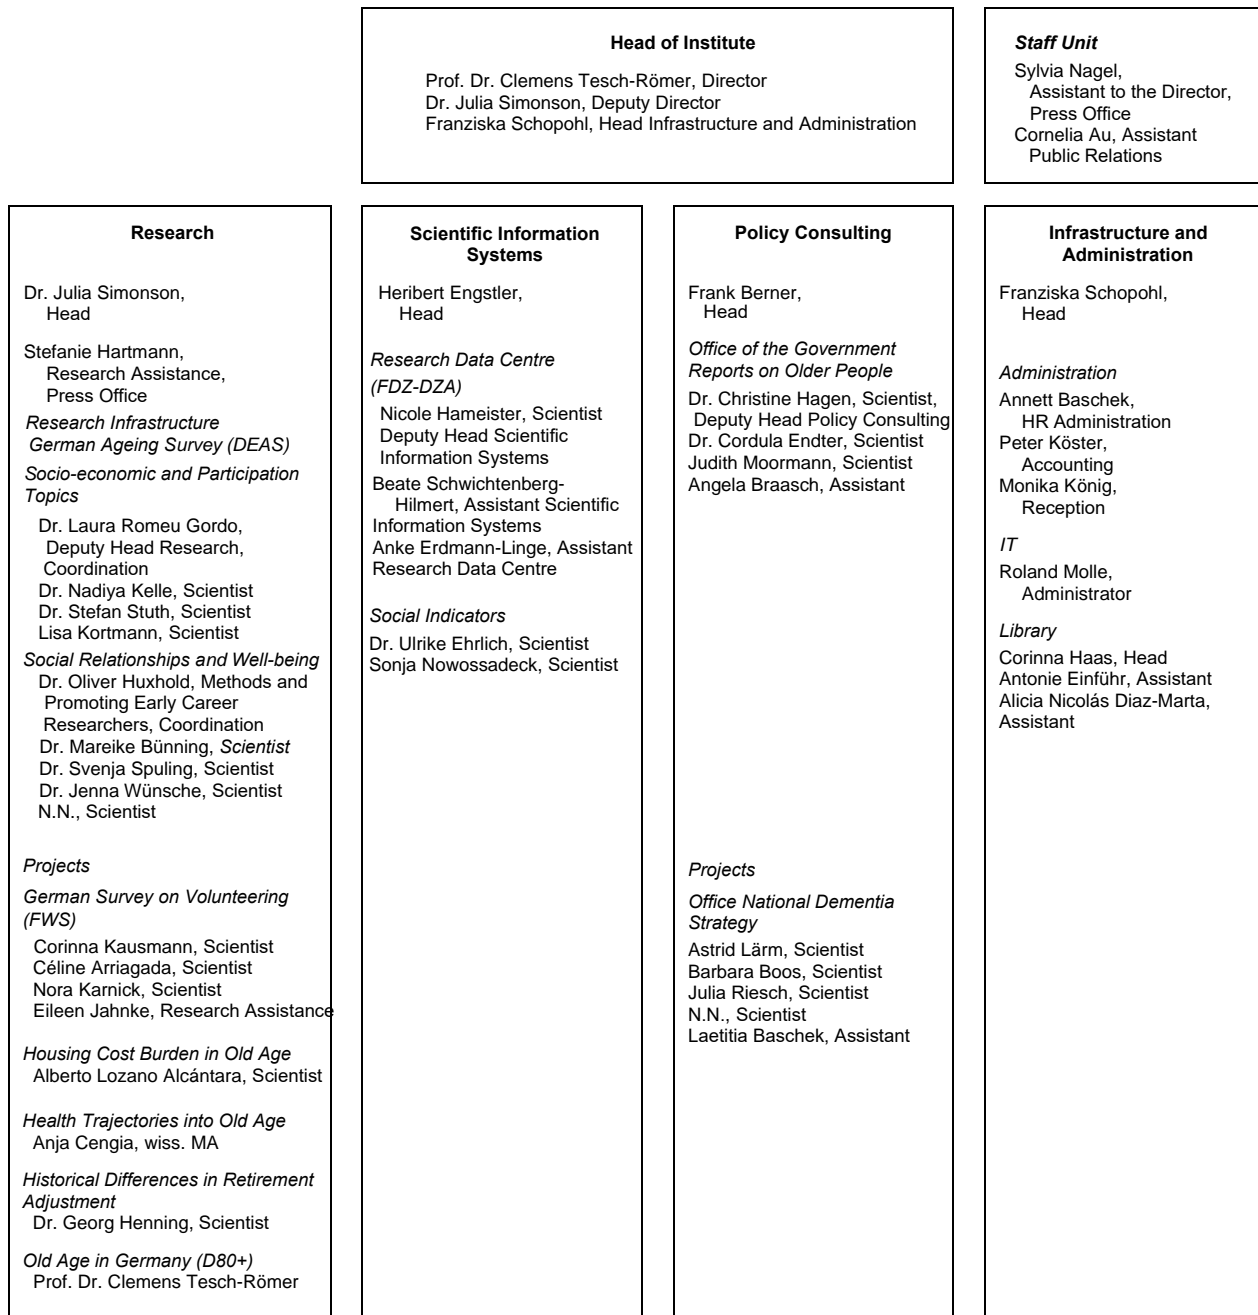 Head of Institute
Prof. Dr. Clemens Tesch-Römer, Director
Dr. Julia Simonson, Deputy Director
Franziska Schopohl, Head Infrastructure and Administration
Staff Unit
Sylvia Nagel,
Assistant to the Director,
Press Office
Cornelia Au, Assistant
Public Relations
Research
Dr. Julia Simonson,
Head
Stefanie Hartmann,
Research Assistance,
Press Office
Research Infrastructure
German Ageing Survey (DEAS)
Socio-economic and Participation
Topics
Dr. Laura Romeu Gordo,
Deputy Head Research,
Coordination
Dr. Nadiya Kelle, Scientist
Dr. Stefan Stuth, Scientist
Lisa Kortmann, Scientist
Social Relationships and Well-being
Dr. Oliver Huxhold, Methods and
Promoting Early Career
Researchers, Coordination
Dr. Mareike Bünning, Scientist
Dr. Svenja Spuling, Scientist
Dr. Jenna Wünsche, Scientist
N.N., Scientist
Projects
German Survey on Volunteering
(FWS)
Corinna Kausmann, Scientist
Céline Arriagada, Scientist
Nora Karnick, Scientist
Eileen Jahnke, Research Assistance
Housing Cost Burden in Old Age
Alberto Lozano Alcántara, Scientist
Health Trajectories into Old Age
Anja Cengia, wiss. MA
Historical Differences in Retirement
Adjustment
Dr. Georg Henning, Scientist
Old Age in Germany (D80+)
Prof. Dr. Clemens Tesch-Römer
Scientific Information
Systems
Heribert Engstler,
Head
Research Data Centre
(FDZ-DZA)
Nicole Hameister, Scientist
Deputy Head Scientific
Information Systems
Beate Schwichtenberg-
Hilmert, Assistant Scientific
Information Systems
Anke Erdmann-Linge, Assistant
Research Data Centre
Social Indicators
Dr. Ulrike Ehrlich, Scientist
Sonja Nowossadeck, Scientist
Policy Consulting
Frank Berner,
Head
Office of the Government
Reports on Older People
Dr. Christine Hagen, Scientist,
Deputy Head Policy Consulting
Dr. Cordula Endter, Scientist
Judith Moormann, Scientist
Angela Braasch, Assistant
Projects
Office National Dementia
Strategy
Astrid Lärm, Scientist
Barbara Boos, Scientist
Julia Riesch, Scientist
N.N., Scientist
Laetitia Baschek, Assistant
Infrastructure and
Administration
Franziska Schopohl,
Head
Administration
Annett Baschek,
HR Administration
Peter Köster,
Accounting
Monika König,
Reception
IT
Roland Molle,
Administrator
Library
Corinna Haas, Head
Antonie Einführ, Assistant
Alicia Nicolás Diaz-Marta,
Assistant